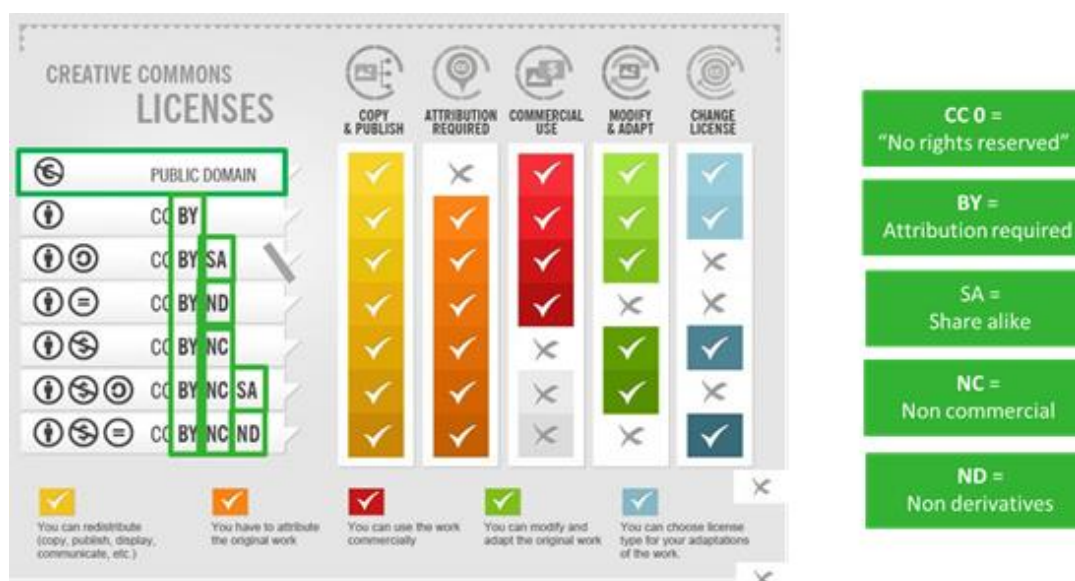 CREATIVE COMMONS
LICENSES
COPY
& PUBLISH
ATTRIBUTION
REQUIRED
COMMERCIAL
USE
MODIFY
& ADAPT
CHANGE
LICENSE
PUBLIC DOMAIN
CC BY
CC BY SA
CC BY ND
CC BY NC
CC BY NC SA
CC BY NC ND
You can redistribute
(copy, publish, display,
communicate, etc.)
You have to attribute
the original work
You can use the work
commercially
You can modify and
adapt the original work
You can choose license
type for your adaptations
of the work.
CC 0 =
“No rights reserved”
BY =
Attribution required
SA =
Share alike
NC =
Non commercial
ND =
Non derivatives